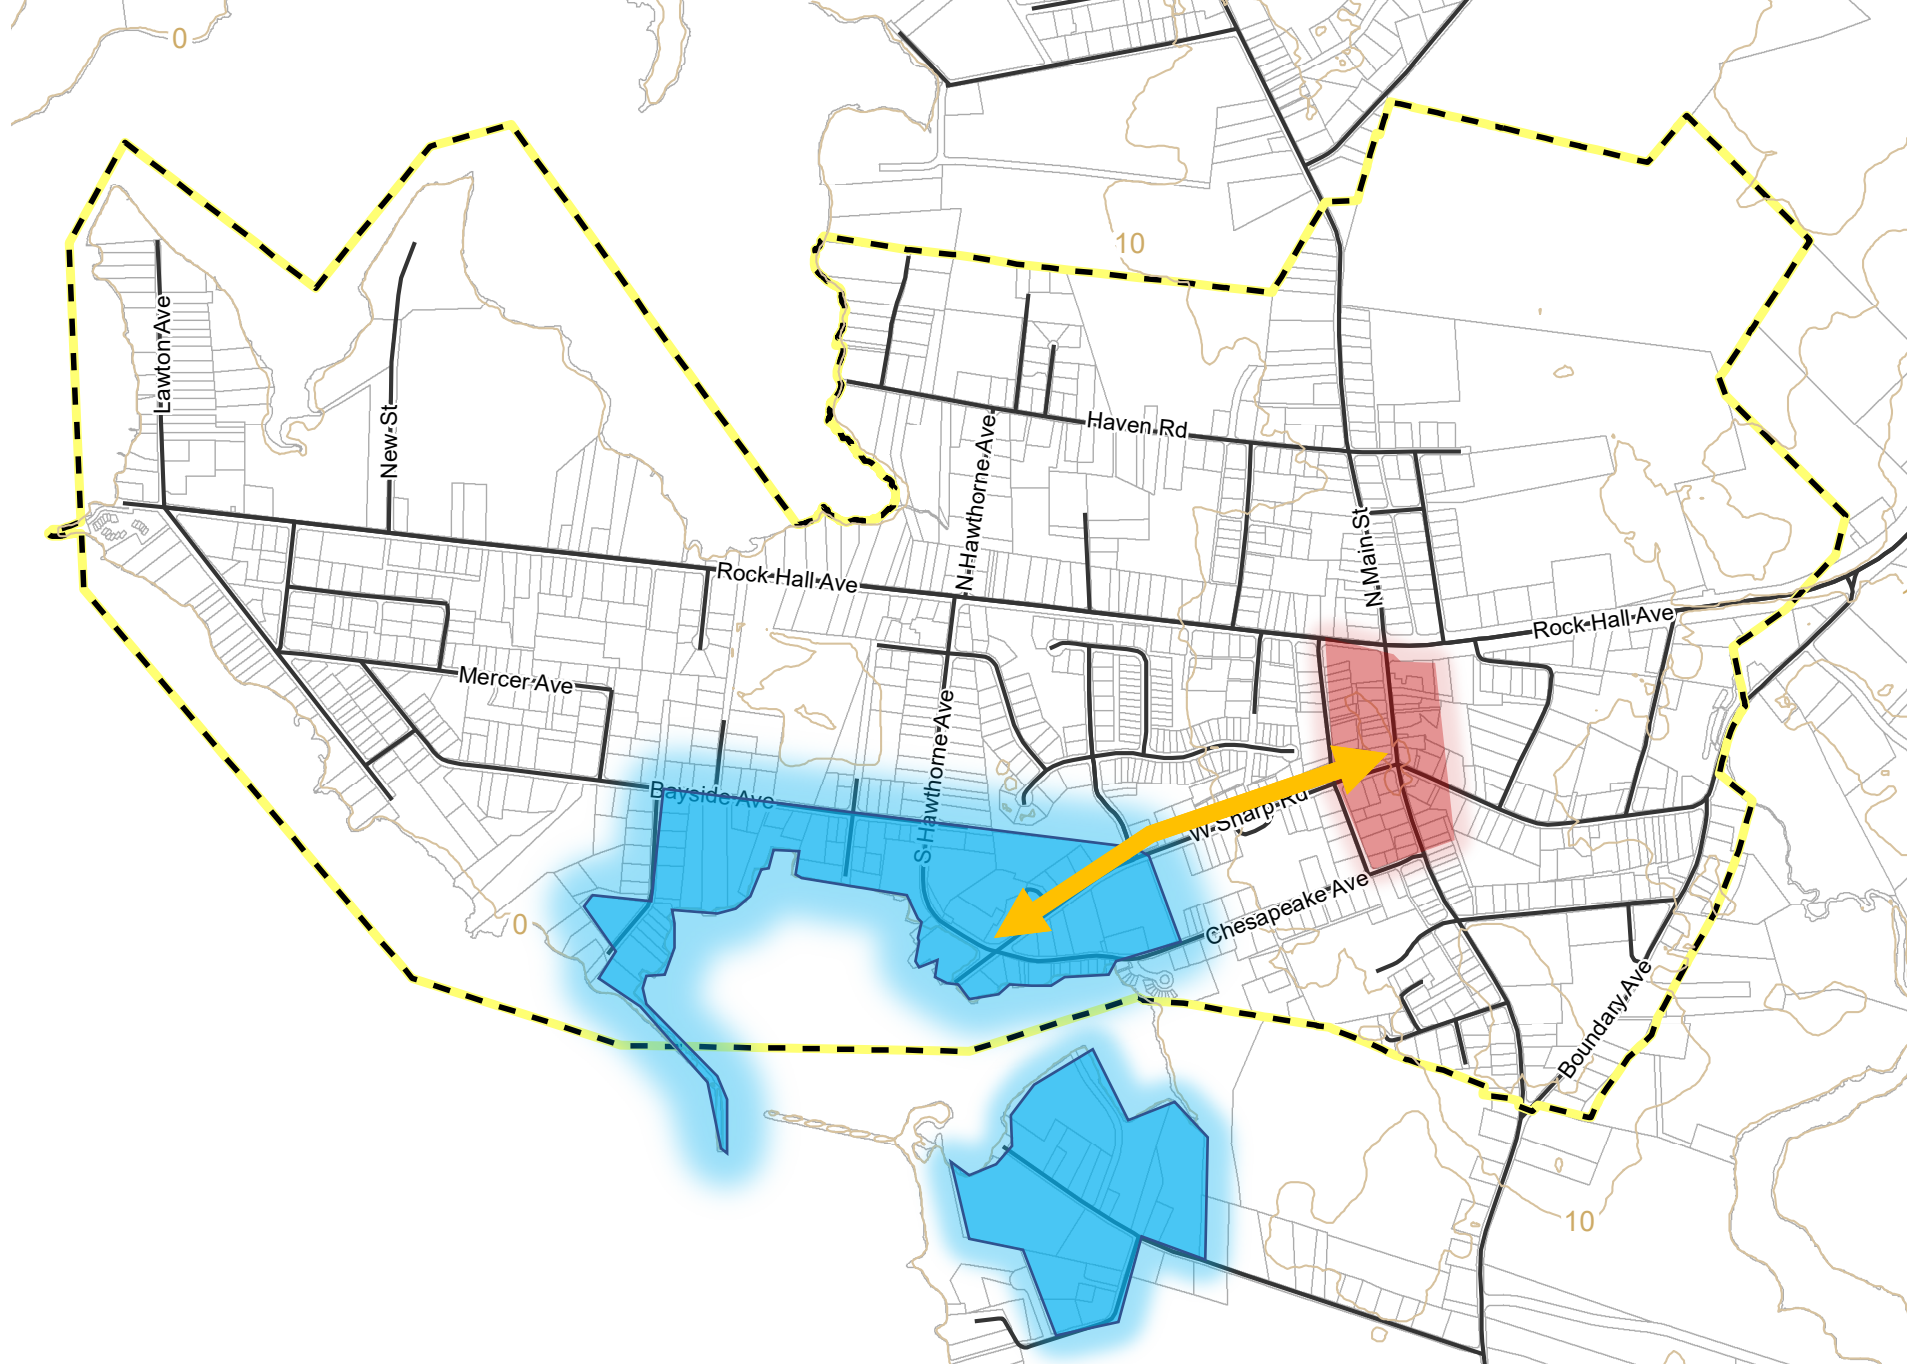 0
10
Lawton Ave
New St
Haven Rd
N Hawthorne Ave
N Main St
Rock Hall Ave
Rock Hall Ave
Mercer Ave
S Hawthorne Ave
Bayside Ave
W Sharp Rd
Chesapeake Ave
0
Boundary Ave
10